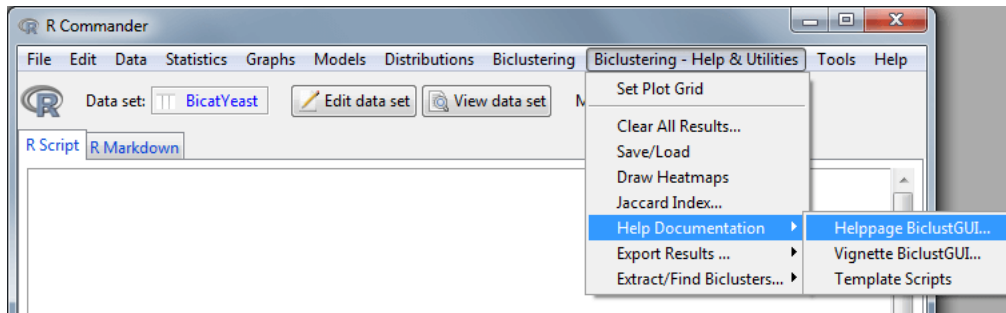 R Commander
File Edit Data Statistics Graphs Models Distributions Biclustering Biclustering - Help & Utilities Tools Help
R Data set: BicatYeast Edit data set View data set M
R Script R Markdown
Set Plot Grid
Clear All Results...
Save/Load
Draw Heatmaps
Jaccard Index...
Help Documentation
Export Results ...
Extract/Find Biclusters...
Helppage BiclustGUI...
Vignette BiclustGUI...
Template Scripts